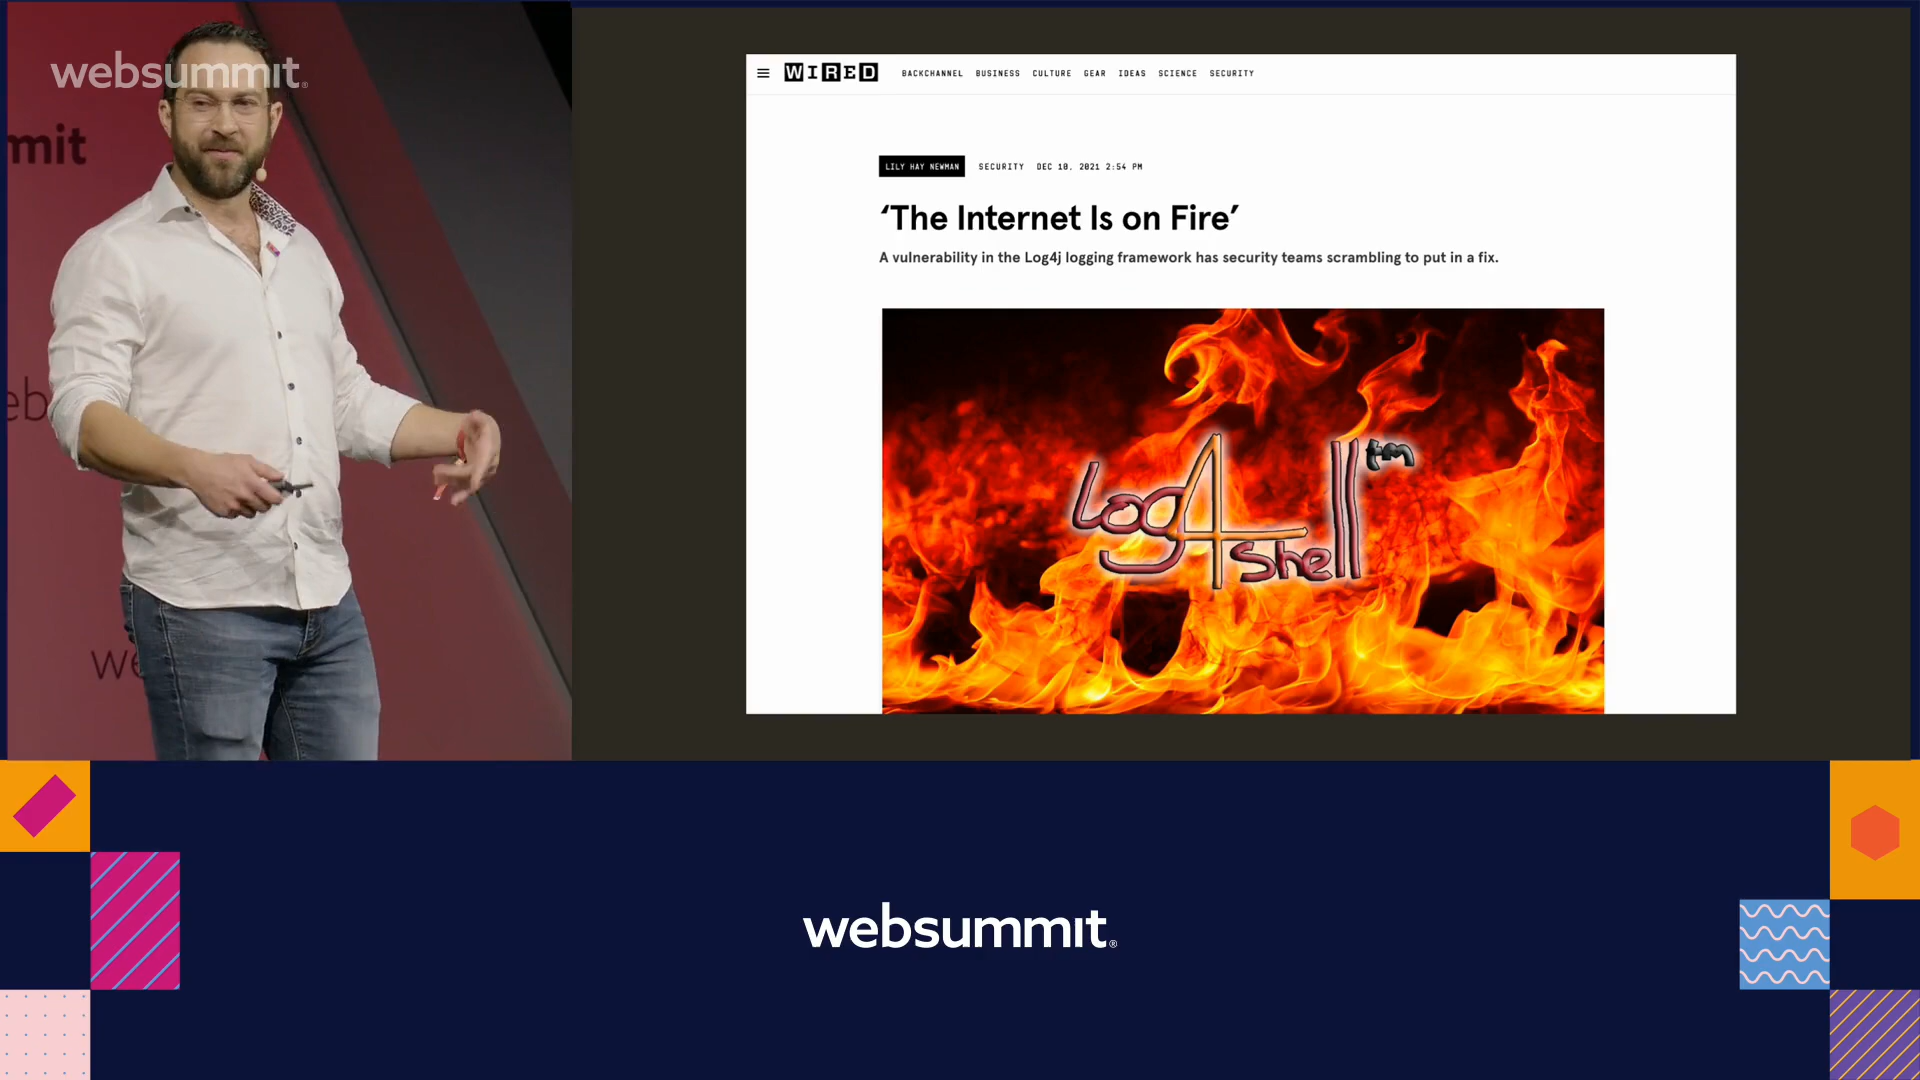 websummit®
mit
eb
we
WIRED
BACKCHANNEL BUSINESS CULTURE GEAR IDEAS SCIENCE SECURITY
LILY HAY NEWMAN SECURITY DEC 10, 2021 2:54 PM
‘The Internet Is on Fire’
A vulnerability in the Log4j logging framework has security teams scrambling to put in a fix.
Log4Shell tm
websummit®